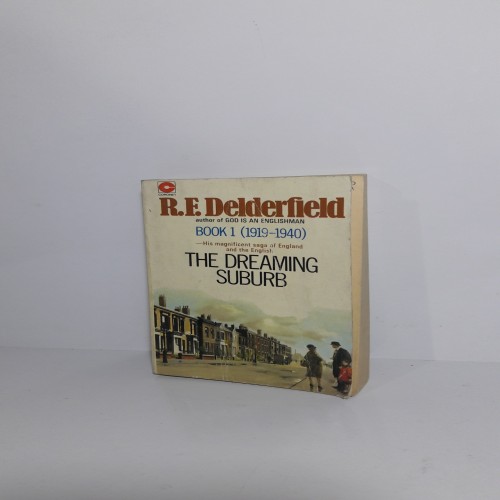 R.F. Delderfield
author of GOD IS AN ENGLISHMAN
BOOK 1 (1919-1940)
—His magnificent saga of England
and the English
THE DREAMING
SUBURB